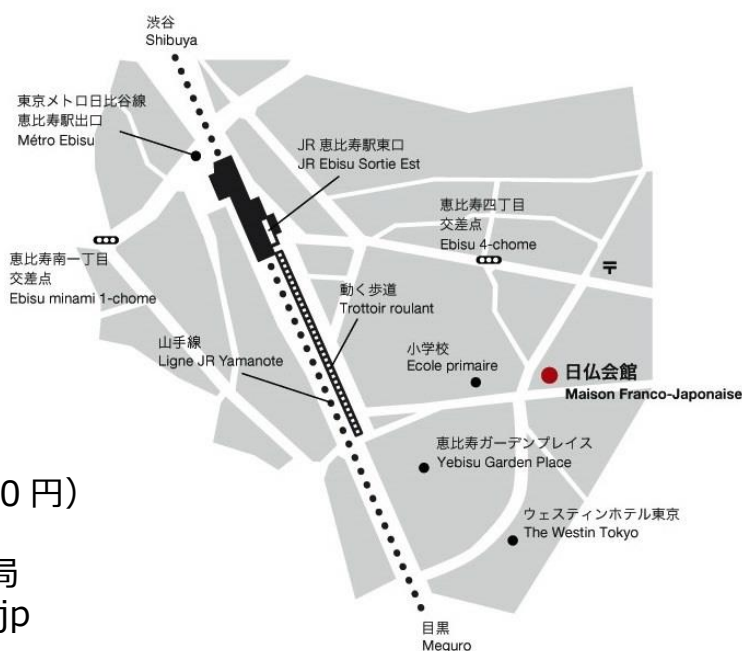 渋谷
Shibuya
東京メトロ日比谷線
恵比寿駅出口
Métro Ebisu
JR 恵比寿駅東口
JR Ebisu Sortie Est
恵比寿四丁目
交差点
Ebisu 4-chome
〒
恵比寿南一丁目
交差点
Ebisu minami 1-chome
動く歩道
Trottoir roulant
山手線
Ligne JR Yamanote
小学校
Ecole primaire
日仏会館
Maison Franco-Japonaise
恵比寿ガーデンプレイス
Yebisu Garden Place
0 円）
ウェスティンホテル東京
The Westin Tokyo
局
jp
目黒
Meguro